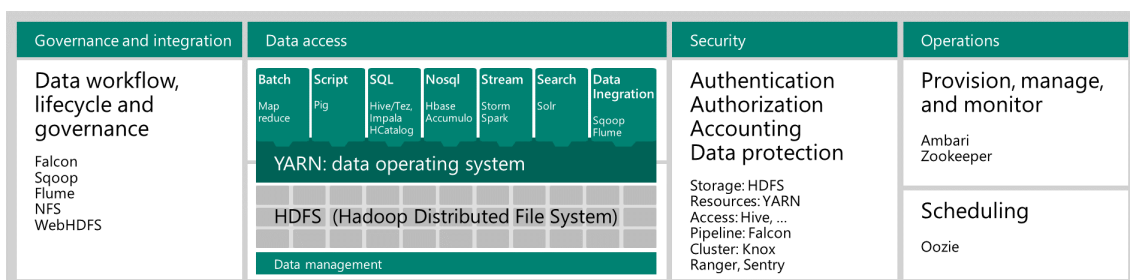 Governance and integration
Data workflow,
lifecycle and
governance
Falcon
Sqoop
Flume
NFS
WebHDFS
Data access
Batch
Map
reduce
Script
Pig
SQL
Hive/Tez,
Impala
HCatalog
Nosql
Hbase
Accumulo
Stream
Storm
Spark
Search
Solr
Data
Inegration
Sqoop
Flume
YARN: data operating system
HDFS (Hadoop Distributed File System)
Data management
Security
Authentication
Authorization
Accounting
Data protection
Storage: HDFS
Resources: YARN
Access: Hive, ...
Pipeline: Falcon
Cluster: Knox
Ranger, Sentry
Operations
Provision, manage,
and monitor
Ambari
Zookeeper
Scheduling
Oozie